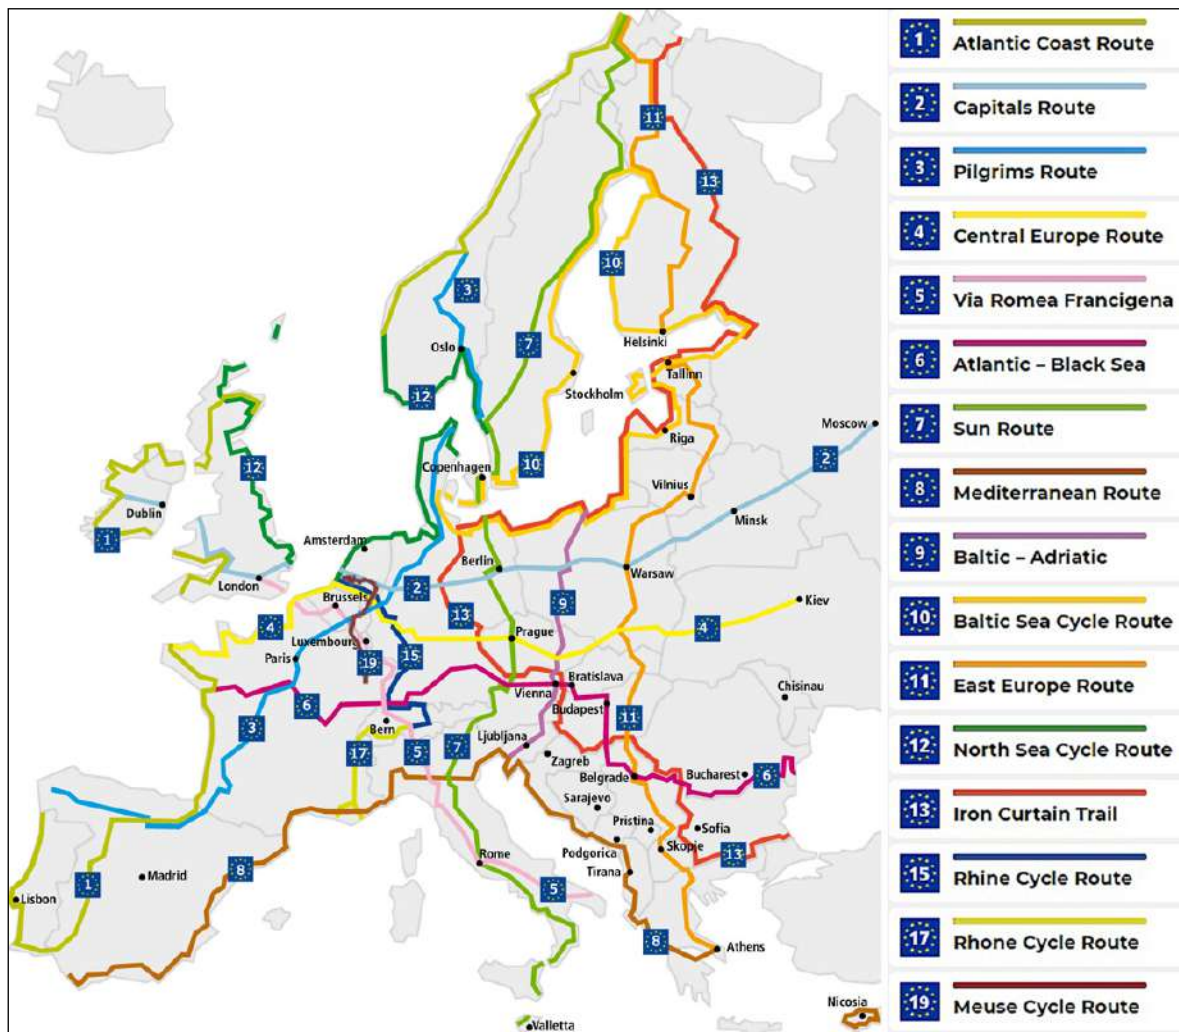 1 Atlantic Coast Route
2 Capitals Route
3 Pilgrims Route
4 Central Europe Route
5 Via Romea Francigena
6 Atlantic – Black Sea
7 Sun Route
8 Mediterranean Route
9 Baltic – Adriatic
10 Baltic Sea Cycle Route
11 East Europe Route
12 North Sea Cycle Route
13 Iron Curtain Trail
15 Rhine Cycle Route
17 Rhone Cycle Route
19 Meuse Cycle Route
11
13
10
3
7
Oslo
Helsinki
Tallinn
Stockholm
12
Moscow
Riga
2
12
Copenhagen
10
Vilnius
Dublin
Minsk
1
Amsterdam
Berlin
Warsaw
London
2
Brussels
9
Kiev
13
4
4
Prague
Luxembourg
15
Paris
19
Vienna
Bratislava
Chisinau
6
Budapest
3
Bern
11
17
5
7
Ljubljana
Zagreb
Belgrade
Bucharest
6
Sarajevo
Pristina
Sofia
Podgorica
Skopje
13
Rome
Tirana
8
Madrid
1
Lisbon
5
8
Athens
Nicosia
Valletta